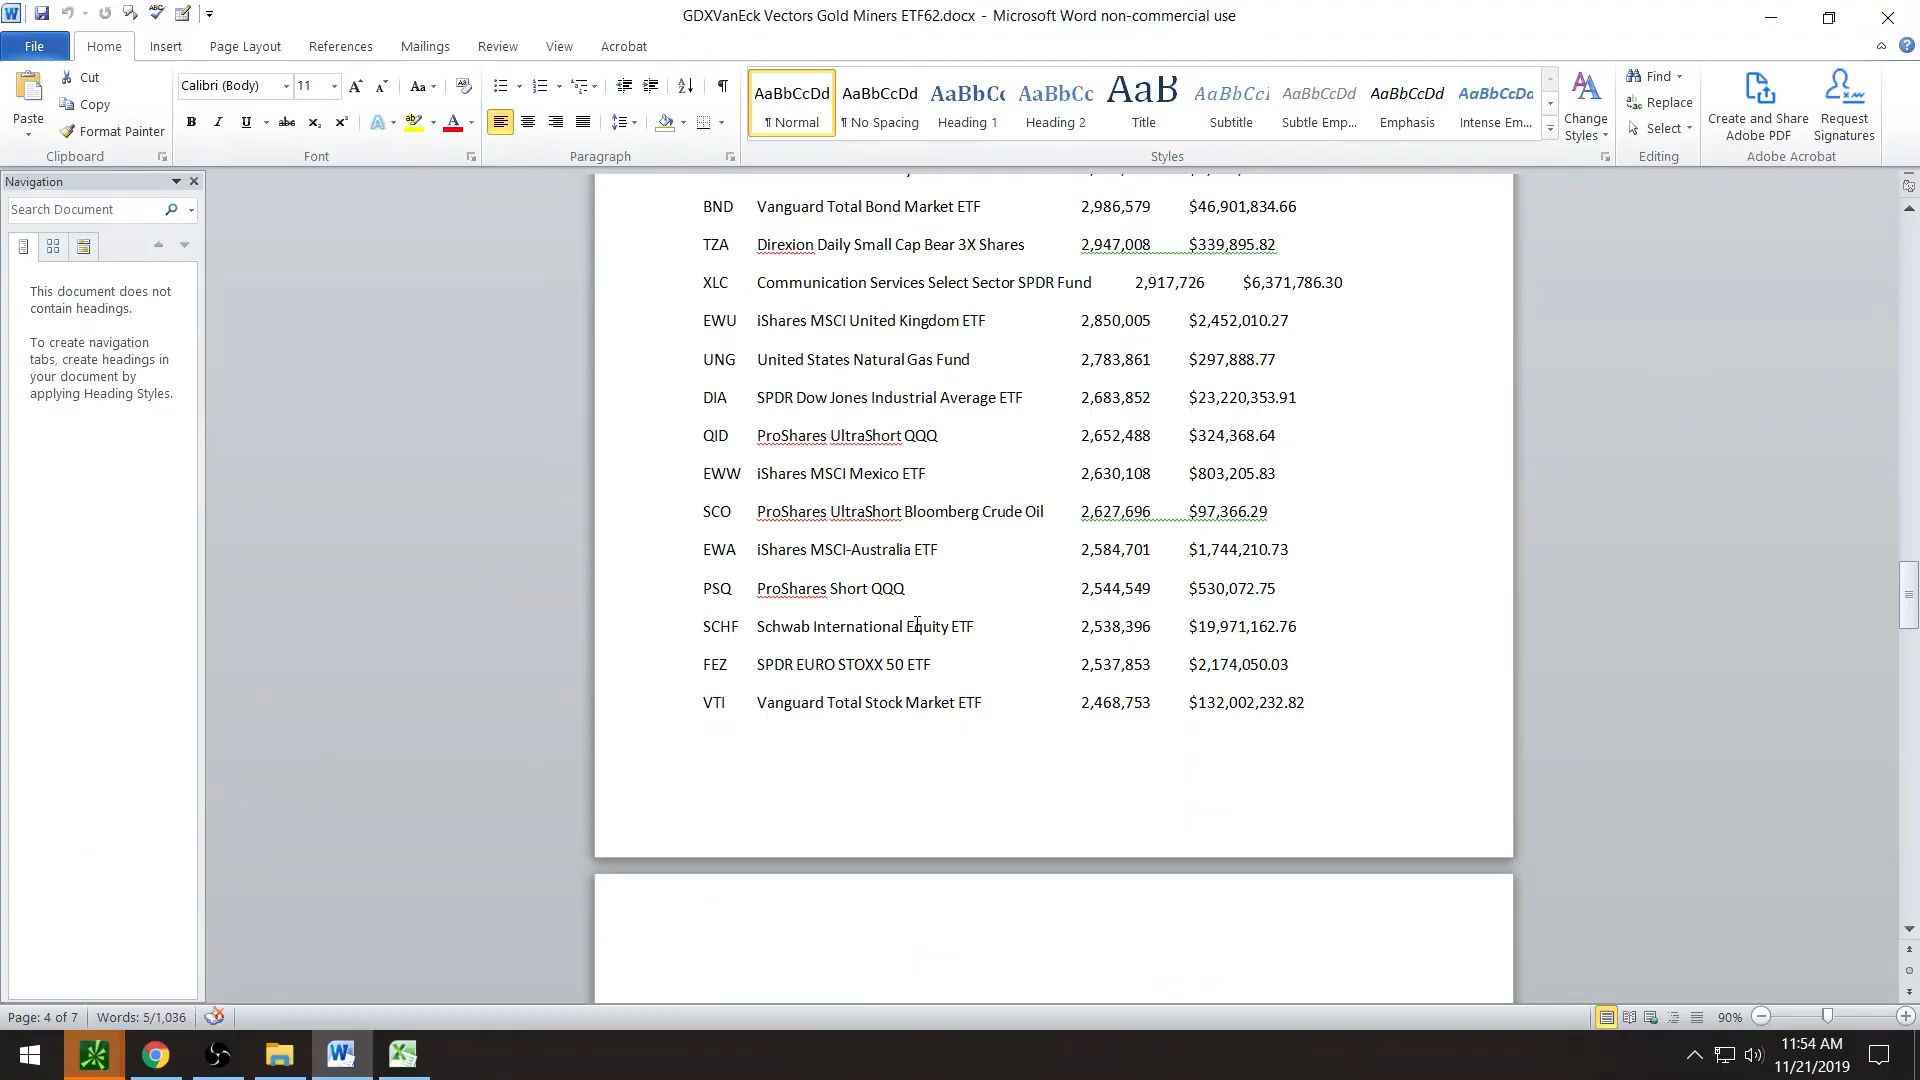 GDXVanEck Vectors Gold Miners ETF62.docx - Microsoft Word non-commercial use
File Home Insert Page Layout References Mailings Review View Acrobat
Paste
Cut
Copy
Format Painter
Clipboard
Calibri (Body) 11
Font
Paragraph
AaBbCcDd AaBbCcDd AaBbCc AaBbCc AaB AaBbCcl AaBbCcDd AaBbCcDd AaBbCcDd
¶ Normal ¶ No Spacing Heading 1 Heading 2 Title Subtitle Subtle Emp... Emphasis Intense Em...
Change Styles
Styles
Find
Replace
Select
Editing
Create and Share Adobe PDF
Request Signatures
Adobe Acrobat
Navigation
Search Document
This document does not
contain headings.
To create navigation
tabs, create headings in
your document by
applying Heading Styles.
BND Vanguard Total Bond Market ETF 2,986,579 $46,901,834.66
TZA Direxion Daily Small Cap Bear 3X Shares 2,947,008 $339,895.82
XLC Communication Services Select Sector SPDR Fund 2,917,726 $6,371,786.30
EWU iShares MSCI United Kingdom ETF 2,850,005 $2,452,010.27
UNG United States Natural Gas Fund 2,783,861 $297,888.77
DIA SPDR Dow Jones Industrial Average ETF 2,683,852 $23,220,353.91
QID ProShares UltraShort QQQ 2,652,488 $324,368.64
EWW iShares MSCI Mexico ETF 2,630,108 $803,205.83
SCO ProShares UltraShort Bloomberg Crude Oil 2,627,696 $97,366.29
EWA iShares MSCI-Australia ETF 2,584,701 $1,744,210.73
PSQ ProShares Short QQQ 2,544,549 $530,072.75
SCHF Schwab International Equity ETF 2,538,396 $19,971,162.76
FEZ SPDR EURO STOXX 50 ETF 2,537,853 $2,174,050.03
VTI Vanguard Total Stock Market ETF 2,468,753 $132,002,232.82
Page: 4 of 7 Words: 5/1,036 90%
11:54 AM
11/21/2019